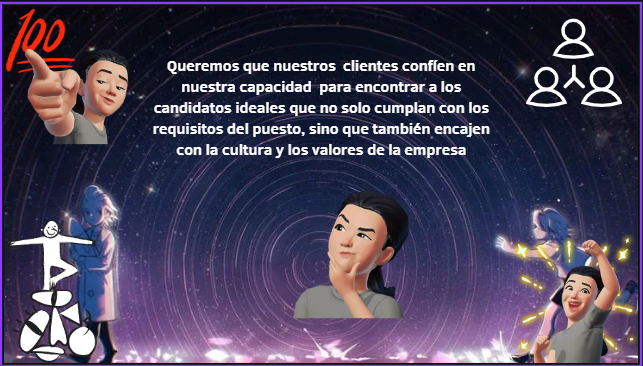 100
Queremos que nuestros clientes confíen en
nuestra capacidad para encontrar a los
candidatos ideales que no solo cumplan con los
requisitos del puesto, sino que también encajen
con la cultura y los valores de la empresa